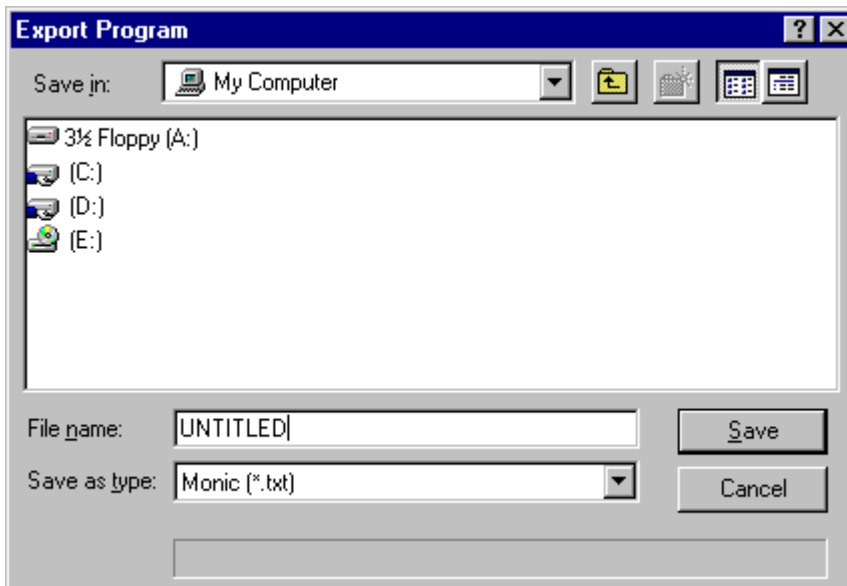 Export Program
Save in: My Computer
3½ Floppy (A:)
(C:)
(D:)
(E:)
File name: UNTITLED Save
Save as type: Monic (*.txt) Cancel